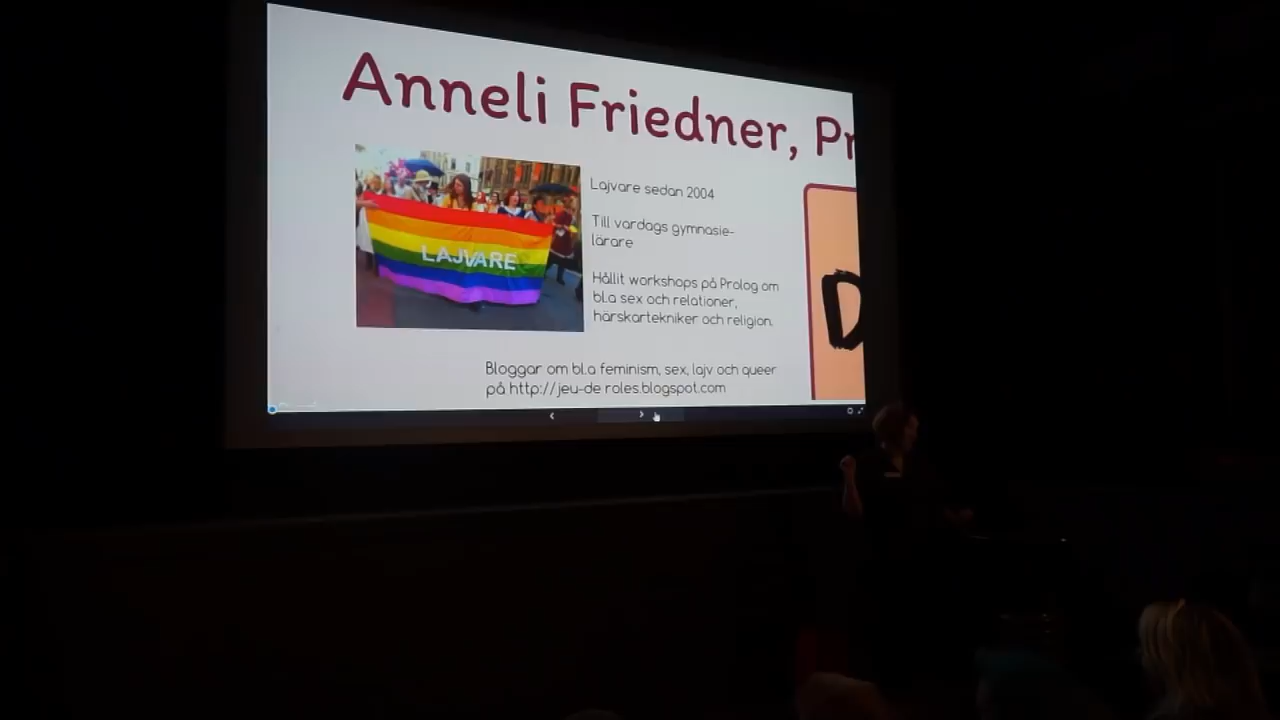 Anneli Friedner, Pr
LAJVARE
Lajvare sedan 2004
Till vardags gymnasie-
lärare
Hållit workshops på Prolog om
bl.a sex och relationer,
härskartekniker och religion.
D
Bloggar om bl.a feminism, sex, lajv och queer
på http://jeu-de roles.blogspot.com